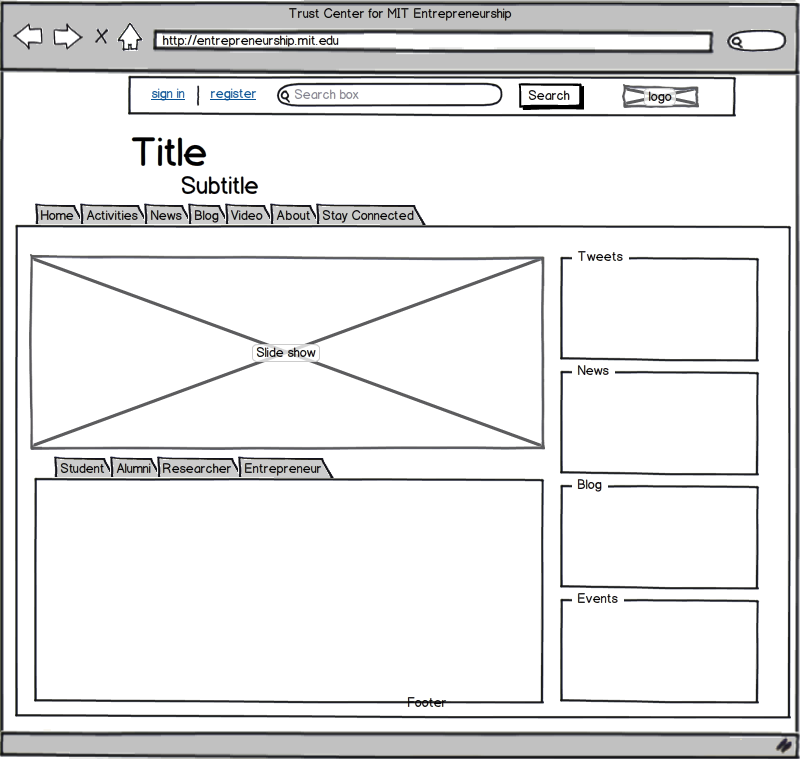 Trust Center for MIT Entrepreneurship
http://entrepreneurship.mit.edu
sign in | register Search box Search logo
Title
Subtitle
Home Activities News Blog Video About Stay Connected
Slide show
Tweets
News
Student Alumni Researcher Entrepreneur
Blog
Events
Footer